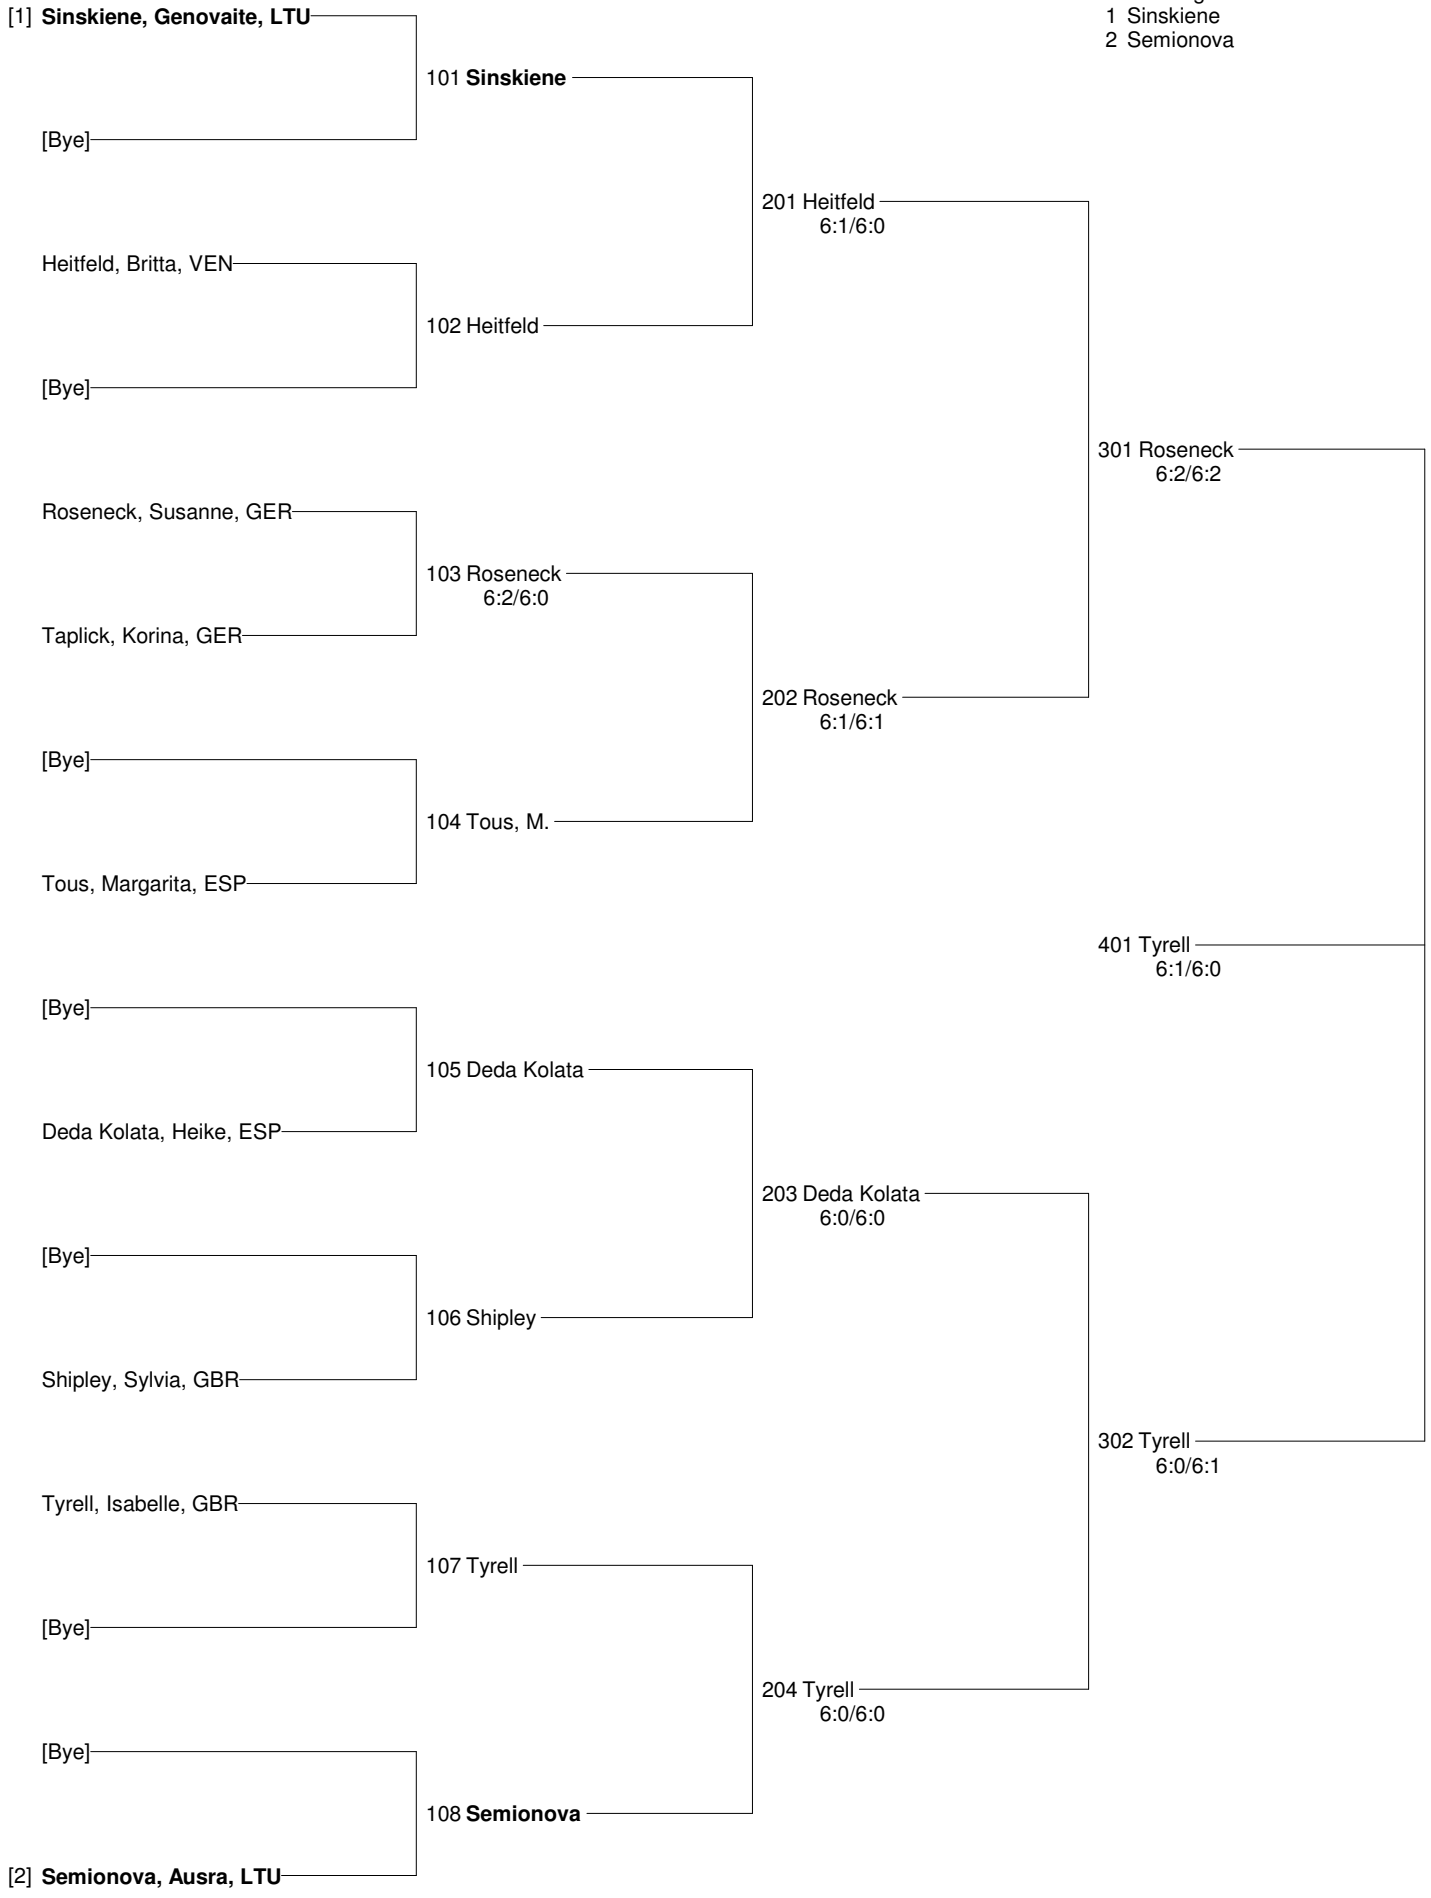 [1] Sinskiene, Genovaite, LTU
1 Sinskiene
2 Semionova
101 Sinskiene
[Bye]
201 Heitfeld
6:1/6:0
Heitfeld, Britta, VEN
102 Heitfeld
[Bye]
301 Roseneck
6:2/6:2
Roseneck, Susanne, GER
103 Roseneck
6:2/6:0
Taplick, Korina, GER
202 Roseneck
6:1/6:1
[Bye]
104 Tous, M.
Tous, Margarita, ESP
401 Tyrell
6:1/6:0
[Bye]
105 Deda Kolata
Deda Kolata, Heike, ESP
203 Deda Kolata
6:0/6:0
[Bye]
106 Shipley
Shipley, Sylvia, GBR
302 Tyrell
6:0/6:1
Tyrell, Isabelle, GBR
107 Tyrell
[Bye]
204 Tyrell
6:0/6:0
[Bye]
108 Semionova
[2] Semionova, Ausra, LTU